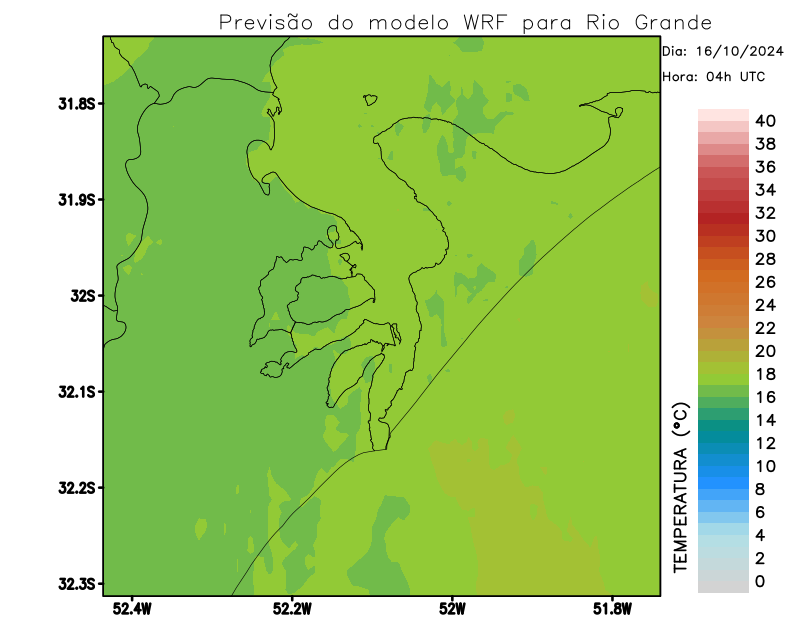 Previsão do modelo WRF para Rio Grande
Dia: 16/10/2024
Hora: 04h UTC
31.8S
31.9S
32S
32.1S
32.2S
32.3S
52.4W
52.2W
52W
51.8W
TEMPERATURA (°C)
40
38
36
34
32
30
28
26
24
22
20
18
16
14
12
10
8
6
4
2
0